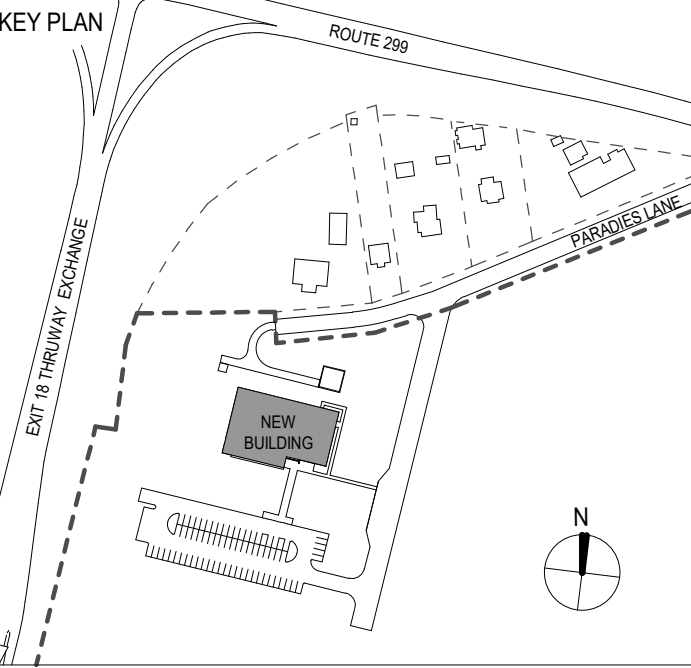 KEY PLAN
ROUTE 299
PARADIES LANE
EXIT 18 THRUWAY EXCHANGE
NEW
BUILDING
N